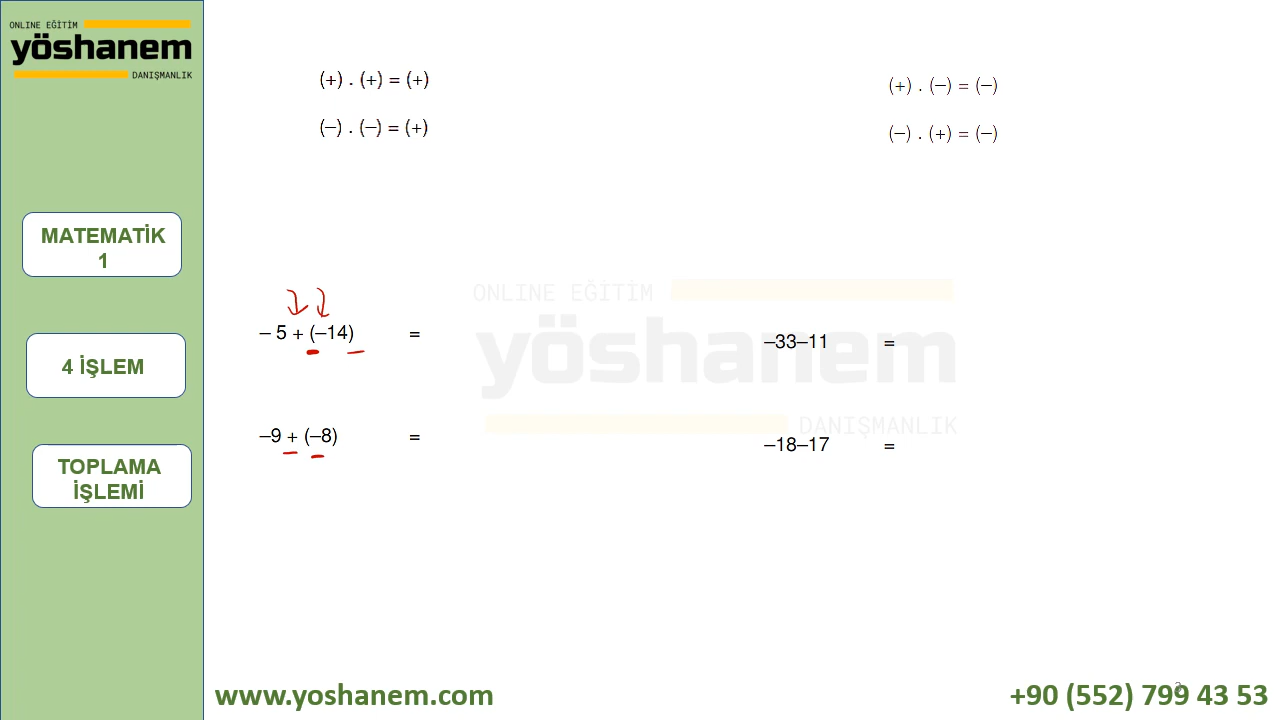 ONLINE EĞİTİM
yöshanem
DANIŞMANLIK
(+) . (+) = (+)
(–) . (–) = (+)
(+) . (–) = (–)
(–) . (+) = (–)
MATEMATİK
1
4 İŞLEM
TOPLAMA
İŞLEMİ
ONLINE EĞİTİM
yöshanem
DANIŞMANLIK
– 5 + (–14) =
–33–11 =
–9 + (–8) =
–18–17 =
www.yoshanem.com
+90 (552) 799 43 53